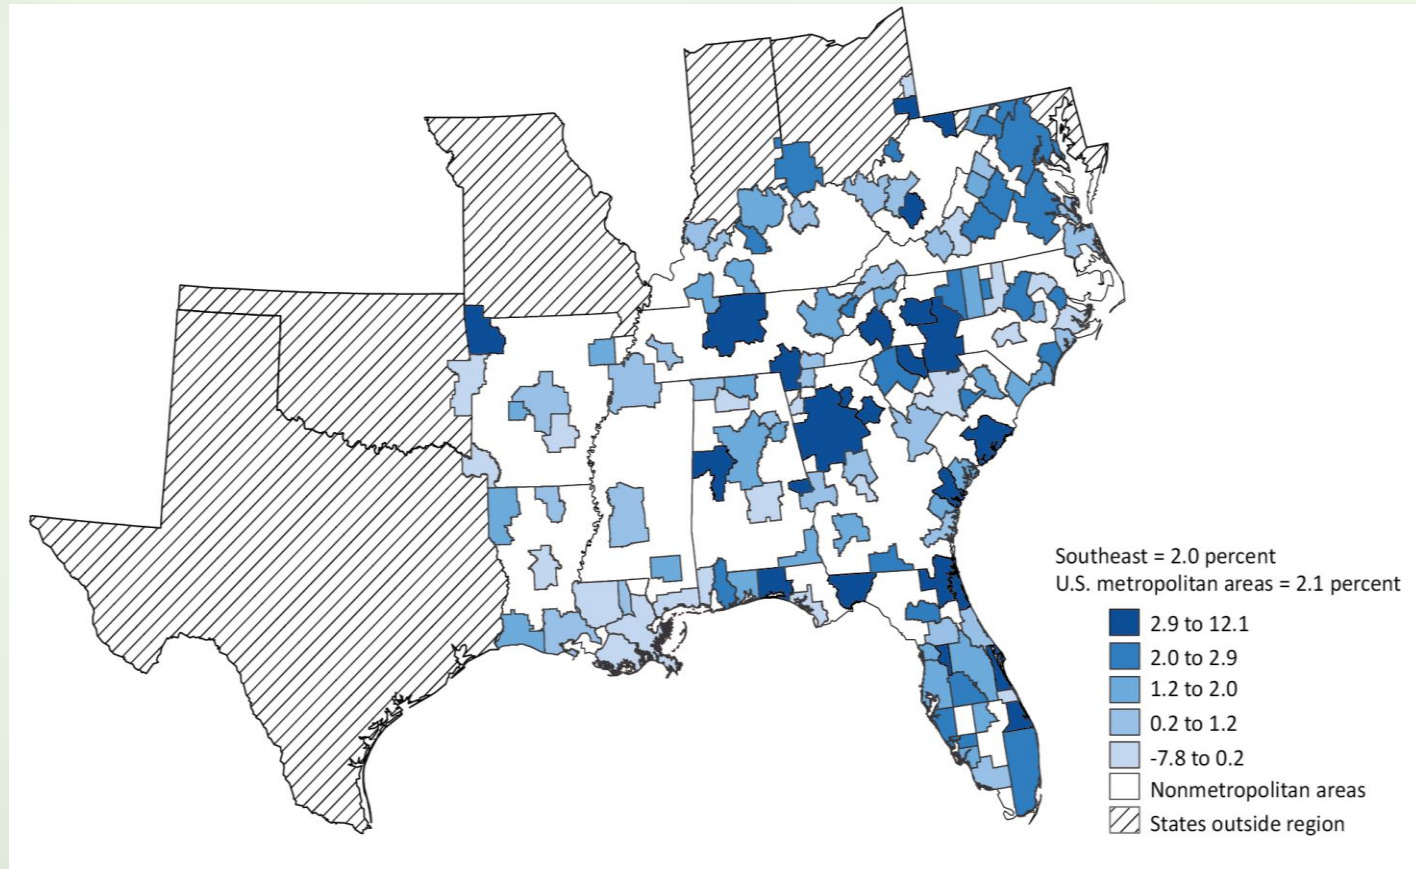 Southeast = 2.0 percent
U.S. metropolitan areas = 2.1 percent
2.9 to 12.1
2.0 to 2.9
1.2 to 2.0
0.2 to 1.2
-7.8 to 0.2
Nonmetropolitan areas
States outside region